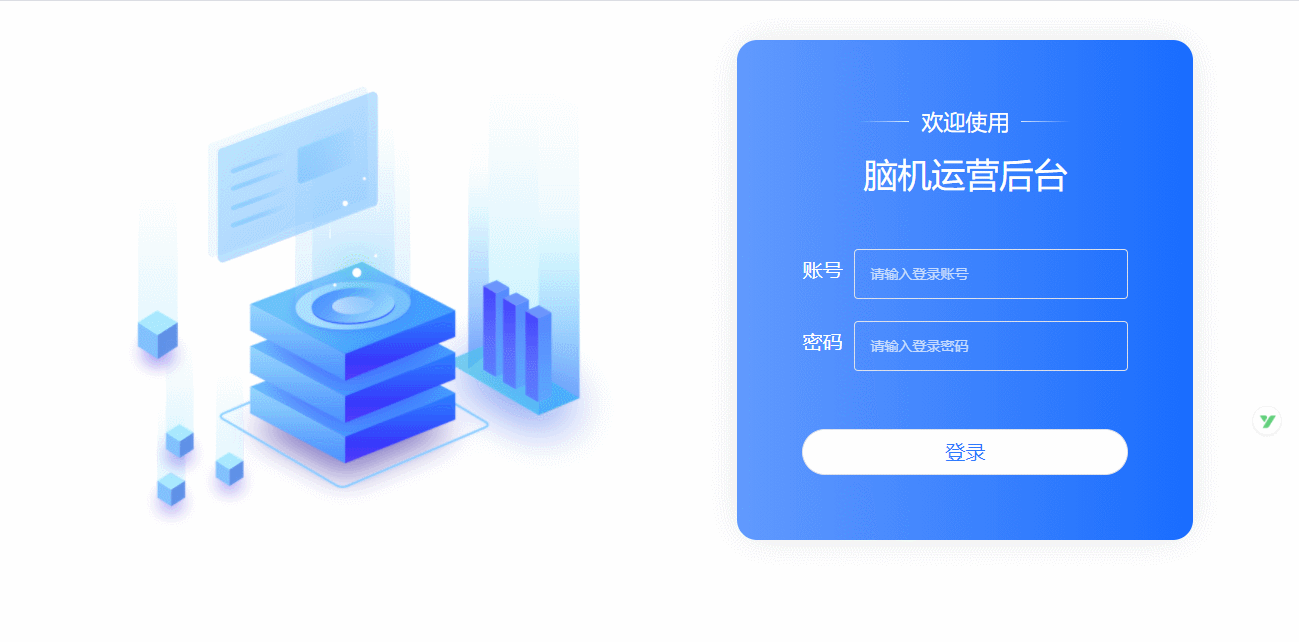 欢迎使用
脑机运营后台
账号 请输入登录账号
密码 请输入登录密码
登录